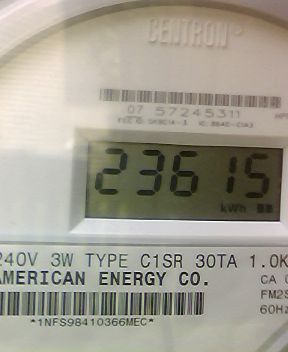 CENTRON®
07 57245311
23615
kWh
240V 3W TYPE C1SR 30TA 1.0K
AMERICAN ENERGY CO.
CA
FM2S
60Hz
*1NFS98410366MEC*